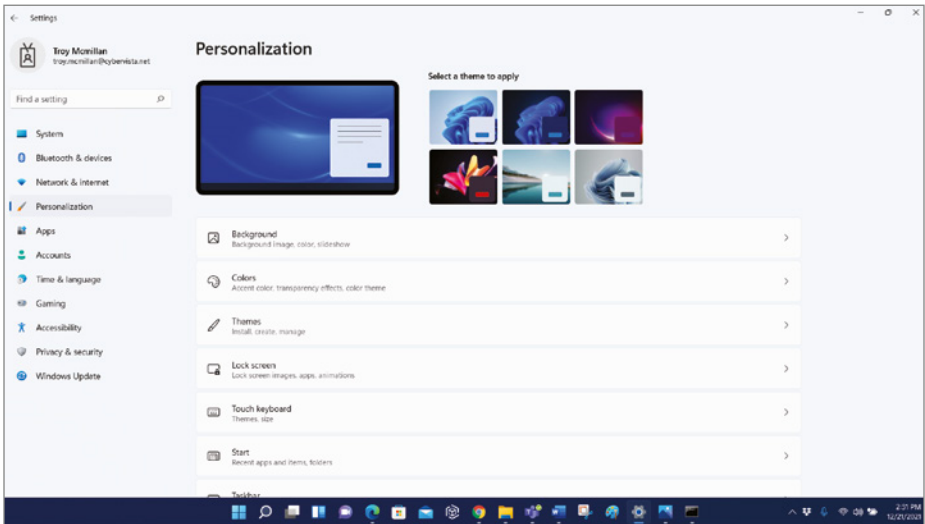 Settings
Troy Mcmillan
troy.mcmillan@cybervista.net
Find a setting
System
Bluetooth & devices
Network & internet
Personalization
Apps
Accounts
Time & language
Gaming
Accessibility
Privacy & security
Windows Update
Personalization
Select a theme to apply
Background
Background image, color, slideshow
Colors
Accent color, transparency effects, color theme
Themes
Install, create, manage
Lock screen
Lock screen images, apps, animations
Touch keyboard
Themes, size
Start
Recent apps and items, folders
Taskbar
2:31 PM
12/21/2021